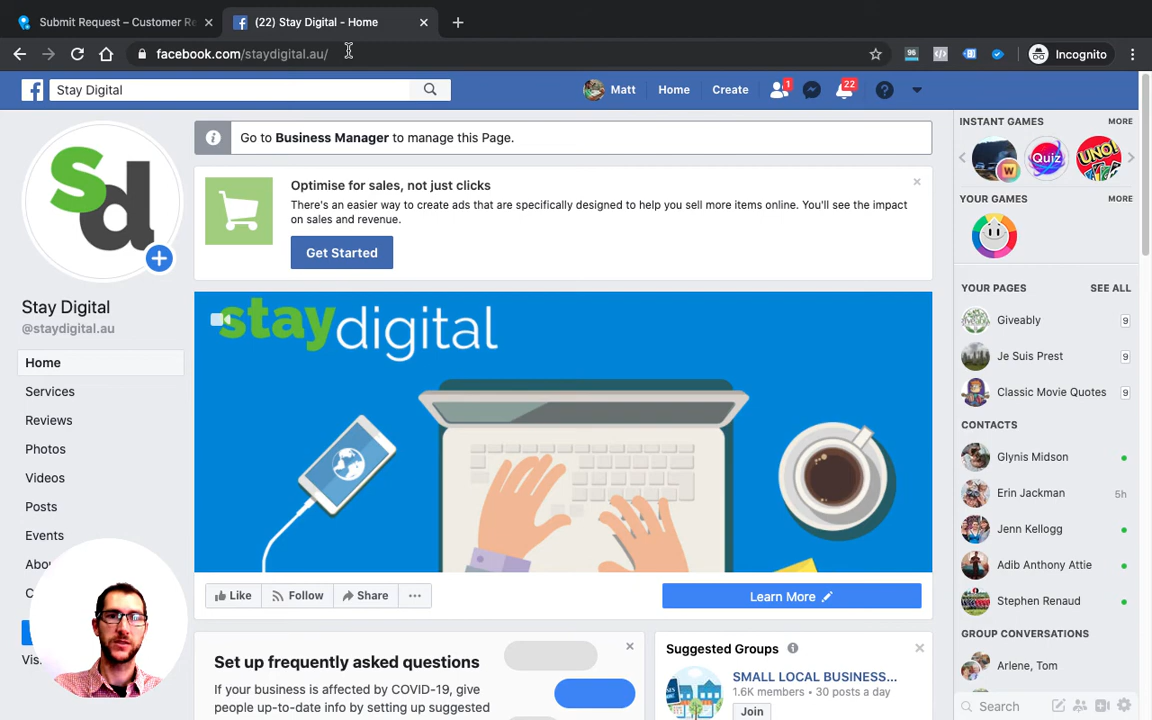 Submit Request – Customer Re
(22) Stay Digital - Home
facebook.com/staydigital.au/
96
Incognito
Stay Digital
Matt
Home
Create
1
22
Go to Business Manager to manage this Page.
Optimise for sales, not just clicks
There's an easier way to create ads that are specifically designed to help you sell more items online. You'll see the impact
on sales and revenue.
Get Started
Sd
Stay Digital
@staydigital.au
Home
Services
Reviews
Photos
Videos
Posts
Events
Abo
C
Vis
staydigital
Like
Follow
Share
Learn More
Set up frequently asked questions
If your business is affected by COVID-19, give
people up-to-date info by setting up suggested
Suggested Groups
SMALL LOCAL BUSINESS...
1.6K members • 30 posts a day
Join
INSTANT GAMES
MORE
W
Quiz
UNO!
YOUR GAMES
MORE
YOUR PAGES
SEE ALL
Giveably
9
Je Suis Prest
9
Classic Movie Quotes
9
CONTACTS
Glynis Midson
Erin Jackman
5h
Jenn Kellogg
Adib Anthony Attie
Stephen Renaud
GROUP CONVERSATIONS
Arlene, Tom
Search